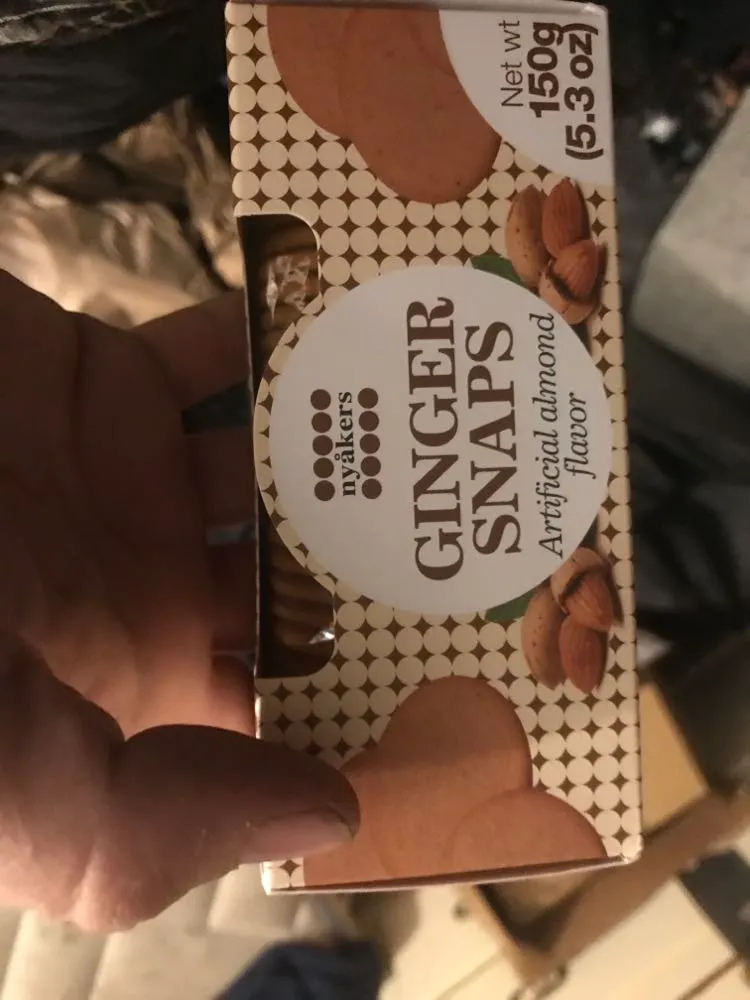 nyåkers
GINGER
SNAPS
Artificial almond
flavor
Net wt
150g
(5.3 oz)